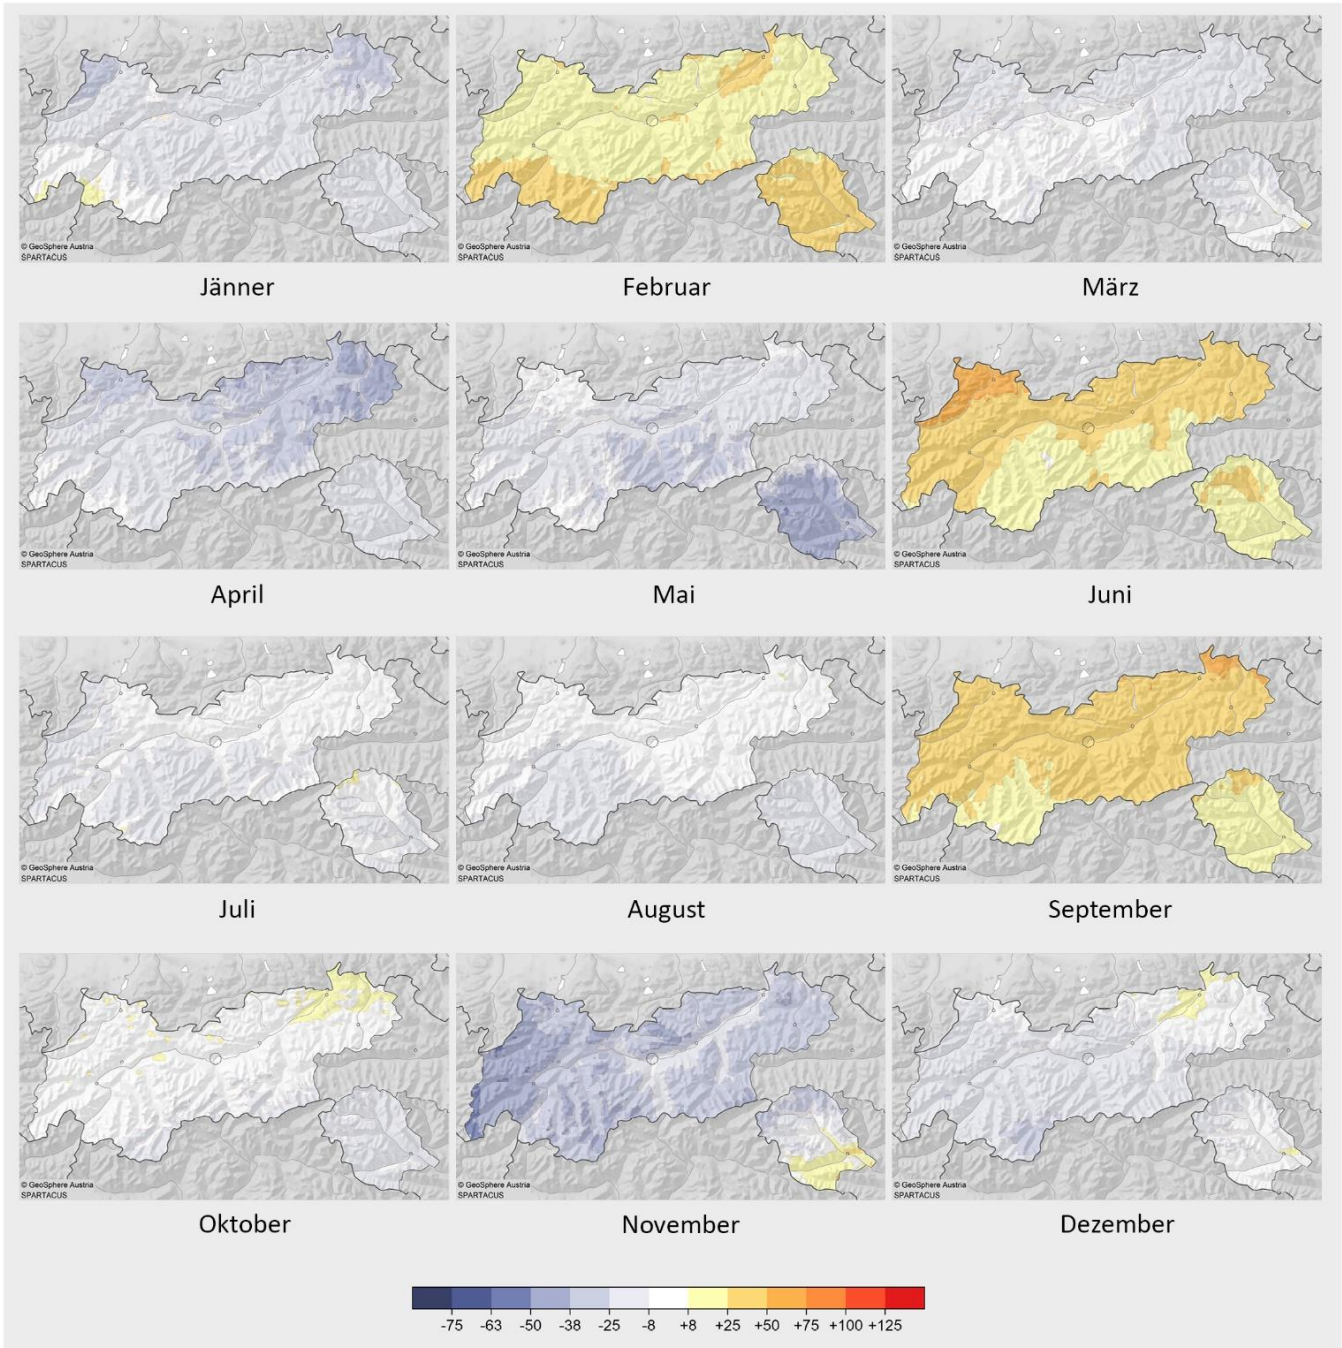 © GeoSphere Austria
SPARTACUS
© GeoSphere Austria
SPARTACUS
© GeoSphere Austria
SPARTACUS
Jänner
Februar
März
© GeoSphere Austria
SPARTACUS
© GeoSphere Austria
SPARTACUS
© GeoSphere Austria
SPARTACUS
April
Mai
Juni
© GeoSphere Austria
SPARTACUS
© GeoSphere Austria
SPARTACUS
© GeoSphere Austria
SPARTACUS
Juli
August
September
© GeoSphere Austria
SPARTACUS
© GeoSphere Austria
SPARTACUS
© GeoSphere Austria
SPARTACUS
Oktober
November
Dezember
-75 -63 -50 -38 -25 -8 +8 +25 +50 +75 +100 +125